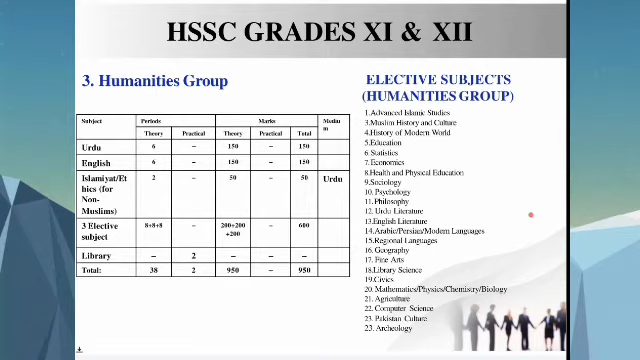 HSSC GRADES XI & XII
3. Humanities Group
Subject Periods Marks Mediu
m
Theory Practical Theory Practical Total
Urdu 6 – 150 – 150
English 6 – 150 – 150
Islamiyat/Et 2 – 50 – 50 Urdu
hics (for
Non-
Muslims)
3 Elective 8+8+8 – 200+200 – 600
subject +200
Library – 2 – – –
Total: 38 2 950 – 950
ELECTIVE SUBJECTS
(HUMANITIES GROUP)
1.Advanced Islamic Studies
3.Muslim History and Culture
4.History of Modern World
5.Education
6. Statistics
7. Economics
8.Health and Physical Education
9.Sociology
10. Psychology
11. Philosophy
12. Urdu Literature
13.English Literature
14.Arabic/Persian/Modern Languages
15.Regional Languages
16. Geography
17. Fine Arts
18.Library Science
19.Civics
20. Mathematics/Physics/Chemistry/Biology
21. Agriculture
22. Computer Science
23. Pakistan Culture
23. Archeology